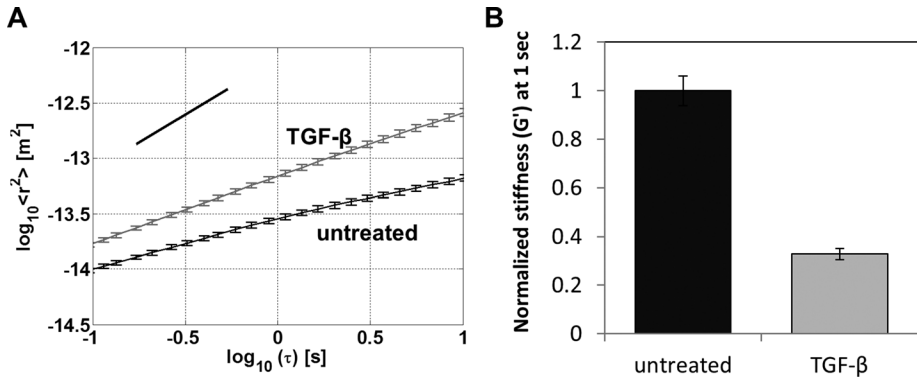 A
log₁₀<r²> [m²]
-12
-12.5
-13
-13.5
-14
-14.5
TGF-β
untreated
-1
-0.5
0
0.5
1
log₁₀ (τ) [s]
B
Normalized stiffness (G') at 1 sec
1.2
1
0.8
0.6
0.4
0.2
0
untreated
TGF-β